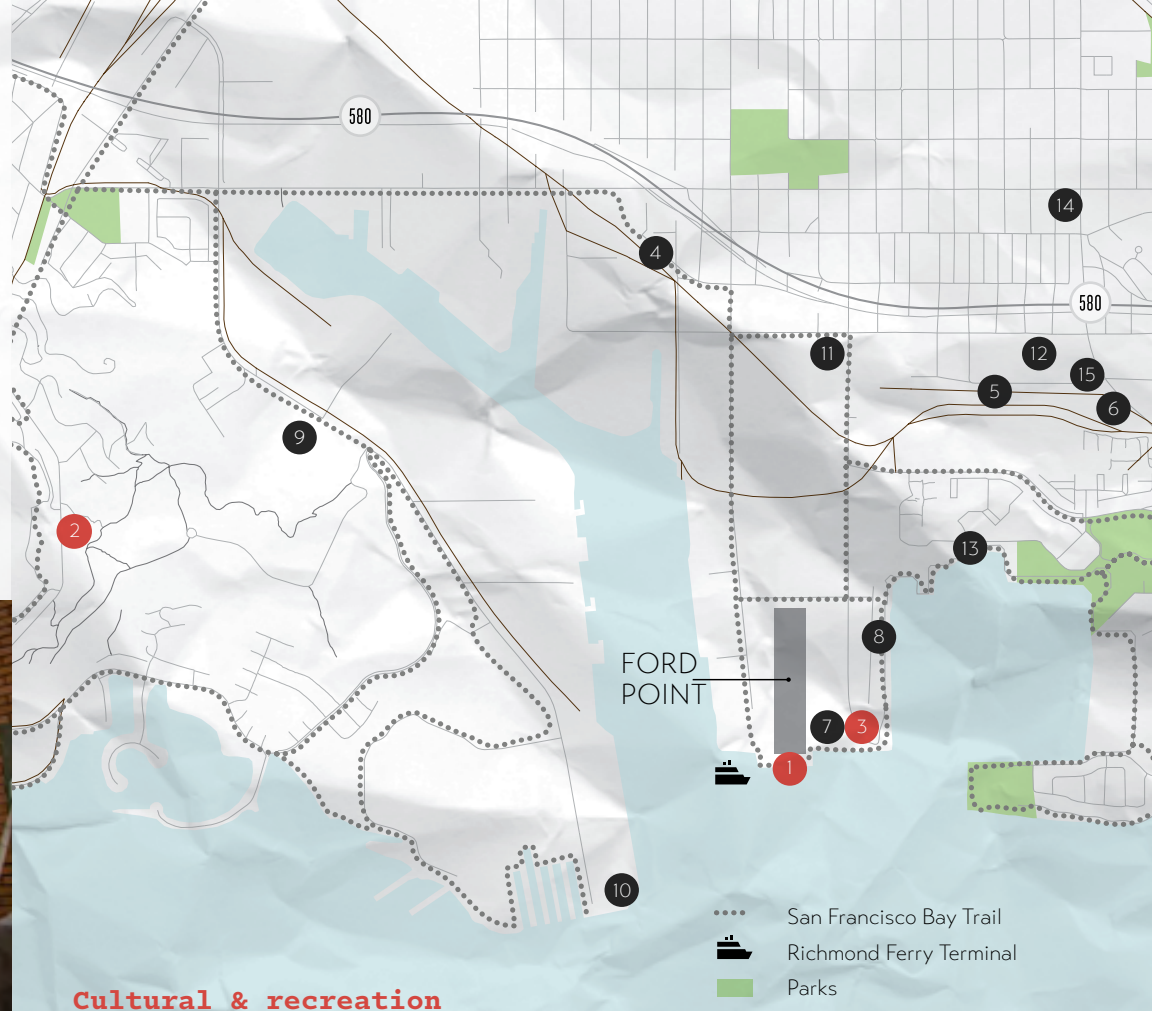 580
14
4
580
11
12
15
5
6
9
2
13
8
FORD
POINT
7
3
1
10
San Francisco Bay Trail
Richmond Ferry Terminal
Parks
Cultural & recreation